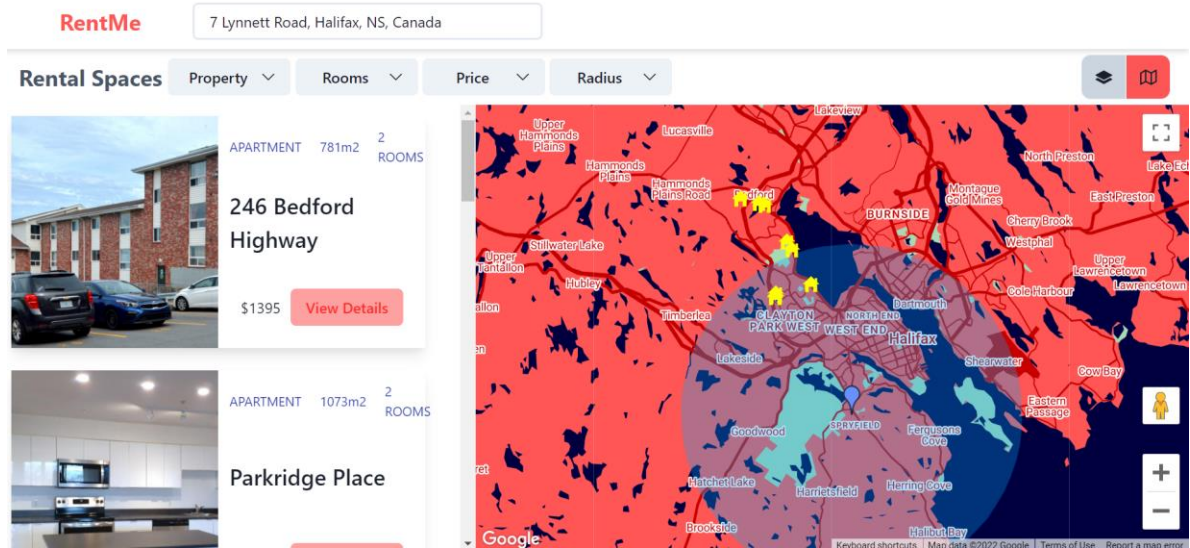 RentMe
7 Lynnett Road, Halifax, NS, Canada
Rental Spaces
Property
Rooms
Price
Radius
APARTMENT 781m2 2
ROOMS
246 Bedford
Highway
$1395
View Details
APARTMENT 1073m2 2
ROOMS
Parkridge Place
Lakeview
Upper
Hammonds
Plains
Lucasville
Hammonds
Plains
Hammonds
Plains Road
North Preston
Montague
Gold Mines
East Preston
BURNSIDE
Cherry Brook
Westphal
Stillwater Lake
Upper
Tantallon
Hubley
Upper
Lawrencetown
Lawrencetown
Cole Harbour
Dartmouth
Timberlea
CLAYTON
PARK WEST
NORTH END
WEST END
Halifax
Lakeside
Shearwater
Cow Bay
Eastern
Passage
Goodwood
SPRYFIELD
Fergusons
Cove
Hatchet Lake
Harrietsfield
Herring Cove
Brookside
Halibut Bay
Google
Keyboard shortcuts
Map data ©2022 Google
Terms of Use
Report a map error